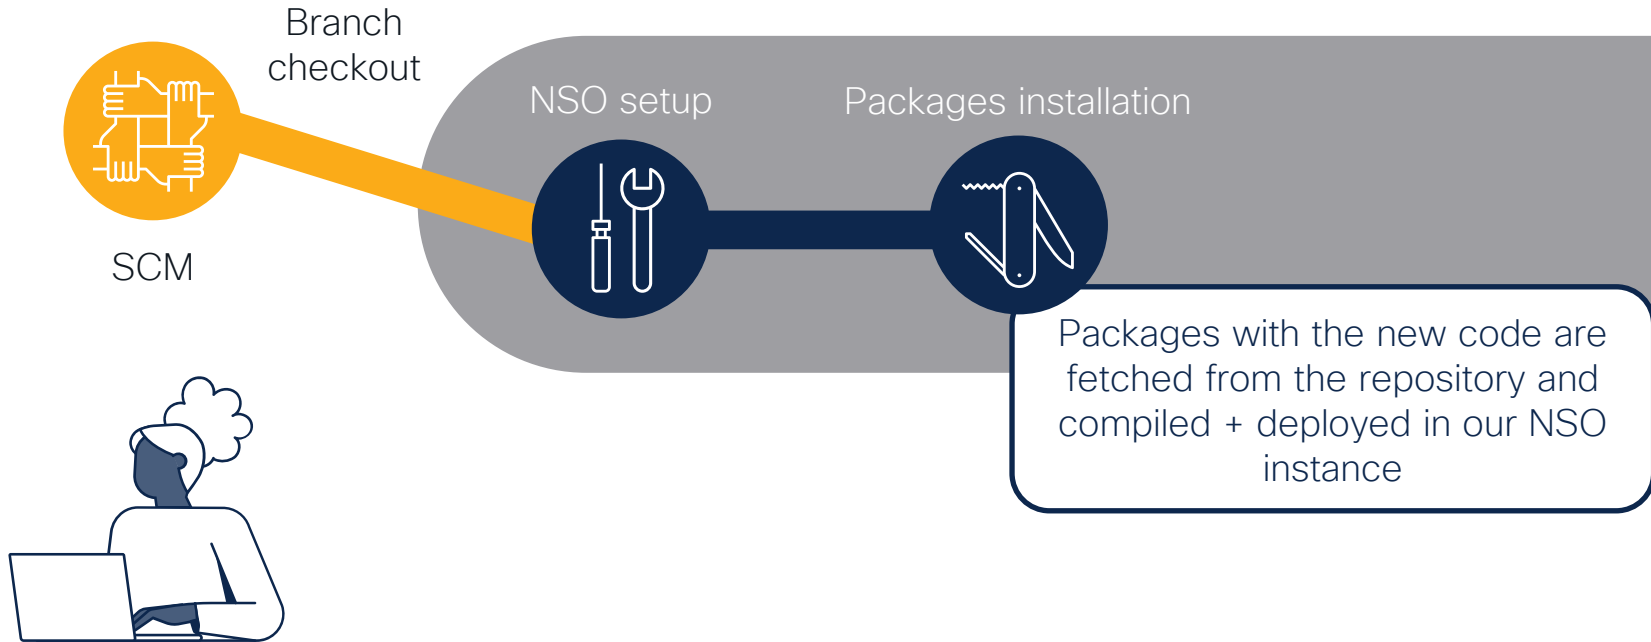 Branch
checkout
NSO setup
Packages installation
SCM
Packages with the new code are
fetched from the repository and
compiled + deployed in our NSO
instance